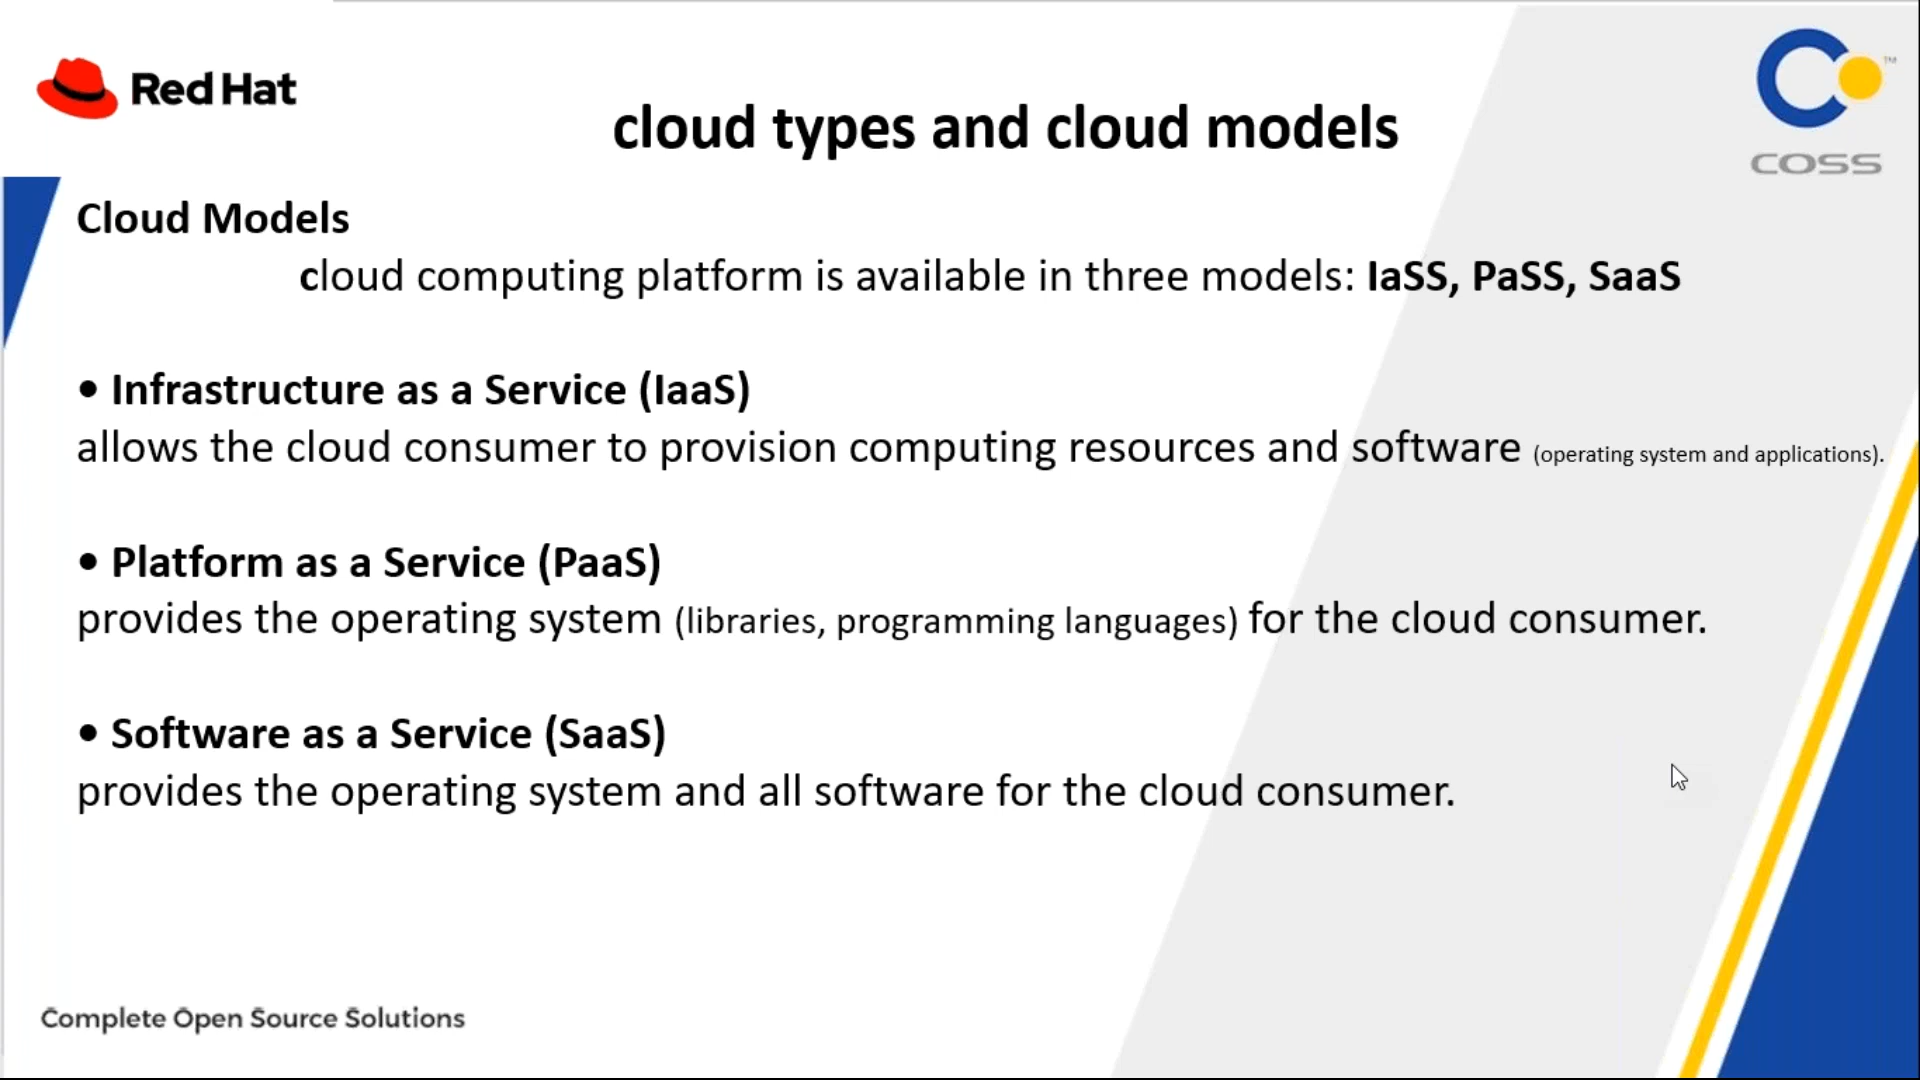 Red Hat
cloud types and cloud models
TM
COSS
Cloud Models
cloud computing platform is available in three models: IaSS, PaSS, SaaS
• Infrastructure as a Service (IaaS)
allows the cloud consumer to provision computing resources and software (operating system and applications).
• Platform as a Service (PaaS)
provides the operating system (libraries, programming languages) for the cloud consumer.
• Software as a Service (SaaS)
provides the operating system and all software for the cloud consumer.
Complete Open Source Solutions